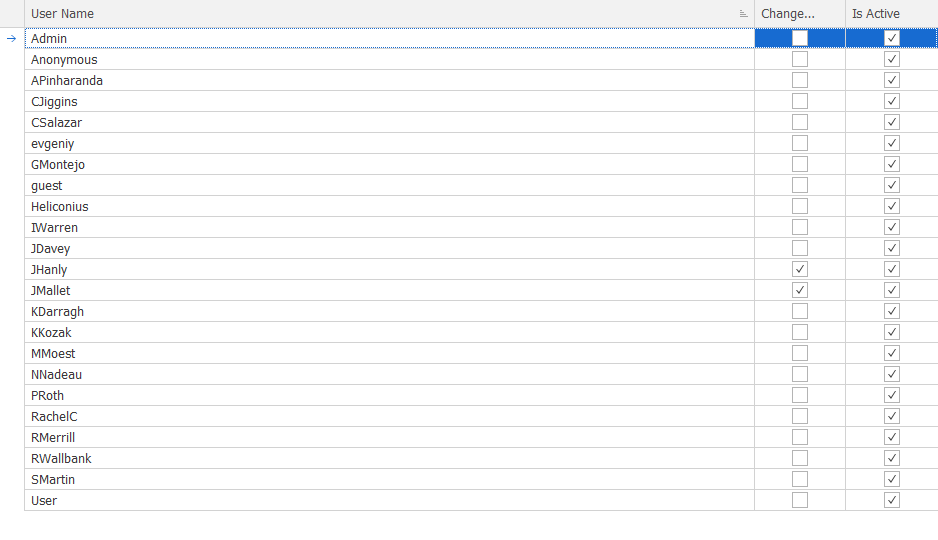 User Name Change... Is Active
Admin
Anonymous
APinharanda
CJiggins
CSalazar
evgeniy
GMontejo
guest
Heliconius
IWarren
JDavey
JHanly
JMallet
KDarragh
KKozak
MMoest
NNadeau
PRoth
RachelC
RMerrill
RWallbank
SMartin
User